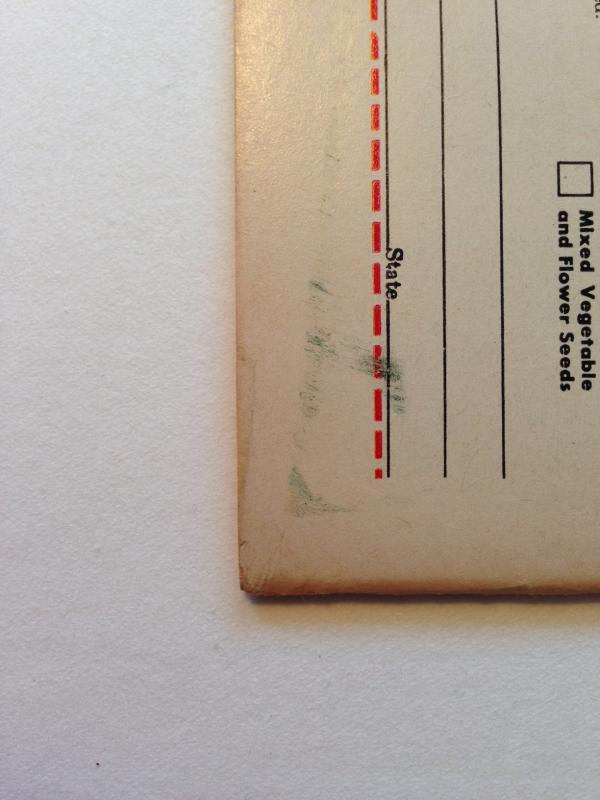 Mixed Vegetable
and Flower Seeds
State